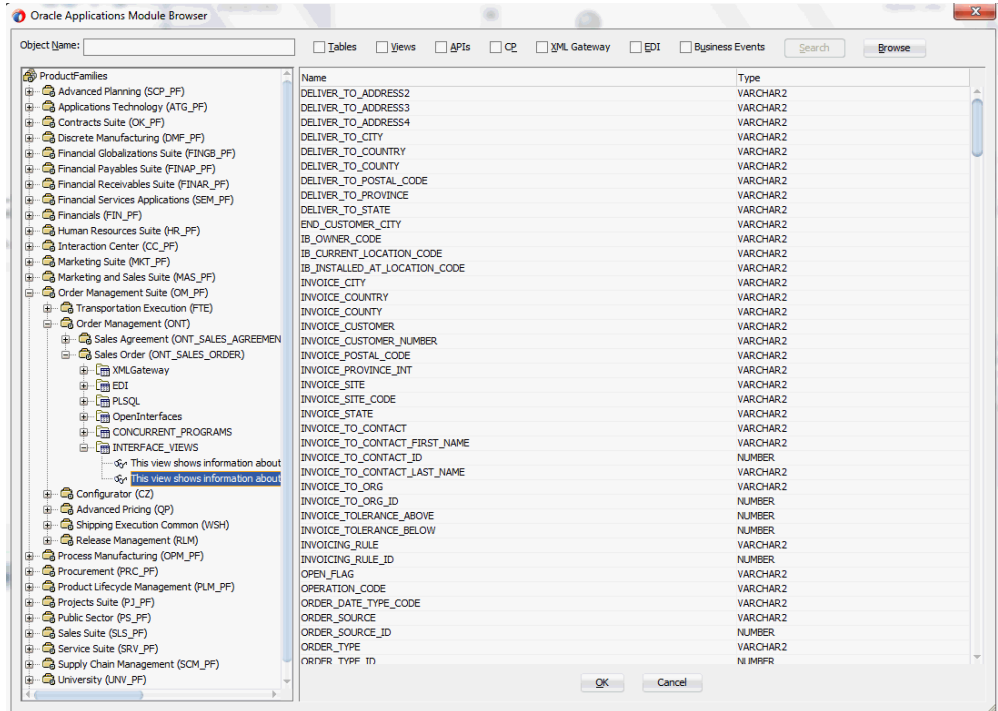 Oracle Applications Module Browser
Object Name: Tables Views APIs CP XML Gateway EDI Business Events Search Browse
ProductFamilies
Advanced Planning (SCP_PF)
Applications Technology (ATG_PF)
Contracts Suite (OK_PF)
Discrete Manufacturing (DMF_PF)
Financial Globalizations Suite (FINGB_PF)
Financial Payables Suite (FINAP_PF)
Financial Receivables Suite (FINAR_PF)
Financial Services Applications (SEM_PF)
Financials (FIN_PF)
Human Resources Suite (HR_PF)
Interaction Center (CC_PF)
Marketing Suite (MKT_PF)
Marketing and Sales Suite (MAS_PF)
Order Management Suite (OM_PF)
Transportation Execution (FTE)
Order Management (ONT)
Sales Agreement (ONT_SALES_AGREEMEN
Sales Order (ONT_SALES_ORDER)
XMLGateway
EDI
PLSQL
OpenInterfaces
CONCURRENT_PROGRAMS
INTERFACE_VIEWS
This view shows information about
This view shows information about
Configurator (CZ)
Advanced Pricing (QP)
Shipping Execution Common (WSH)
Release Management (RLM)
Process Manufacturing (OPM_PF)
Procurement (PRC_PF)
Product Lifecycle Management (PLM_PF)
Projects Suite (PJ_PF)
Public Sector (PS_PF)
Sales Suite (SLS_PF)
Service Suite (SRV_PF)
Supply Chain Management (SCM_PF)
University (UNV_PF)
Name Type
DELIVER_TO_ADDRESS2 VARCHAR2
DELIVER_TO_ADDRESS3 VARCHAR2
DELIVER_TO_ADDRESS4 VARCHAR2
DELIVER_TO_CITY VARCHAR2
DELIVER_TO_COUNTRY VARCHAR2
DELIVER_TO_COUNTY VARCHAR2
DELIVER_TO_POSTAL_CODE VARCHAR2
DELIVER_TO_PROVINCE VARCHAR2
DELIVER_TO_STATE VARCHAR2
END_CUSTOMER_CITY VARCHAR2
IB_OWNER_CODE VARCHAR2
IB_CURRENT_LOCATION_CODE VARCHAR2
IB_INSTALLED_AT_LOCATION_CODE VARCHAR2
INVOICE_CITY VARCHAR2
INVOICE_COUNTRY VARCHAR2
INVOICE_COUNTY VARCHAR2
INVOICE_CUSTOMER VARCHAR2
INVOICE_CUSTOMER_NUMBER VARCHAR2
INVOICE_POSTAL_CODE VARCHAR2
INVOICE_PROVINCE_INT VARCHAR2
INVOICE_SITE VARCHAR2
INVOICE_SITE_CODE VARCHAR2
INVOICE_STATE VARCHAR2
INVOICE_TO_CONTACT VARCHAR2
INVOICE_TO_CONTACT_FIRST_NAME VARCHAR2
INVOICE_TO_CONTACT_ID NUMBER
INVOICE_TO_CONTACT_LAST_NAME VARCHAR2
INVOICE_TO_ORG VARCHAR2
INVOICE_TO_ORG_ID NUMBER
INVOICE_TOLERANCE_ABOVE NUMBER
INVOICE_TOLERANCE_BELOW NUMBER
INVOICING_RULE VARCHAR2
INVOICING_RULE_ID NUMBER
OPEN_FLAG VARCHAR2
OPERATION_CODE VARCHAR2
ORDER_DATE_TYPE_CODE VARCHAR2
ORDER_SOURCE VARCHAR2
ORDER_SOURCE_ID NUMBER
ORDER_TYPE VARCHAR2
ORDER_TYPE_ID NUMBER
OK Cancel